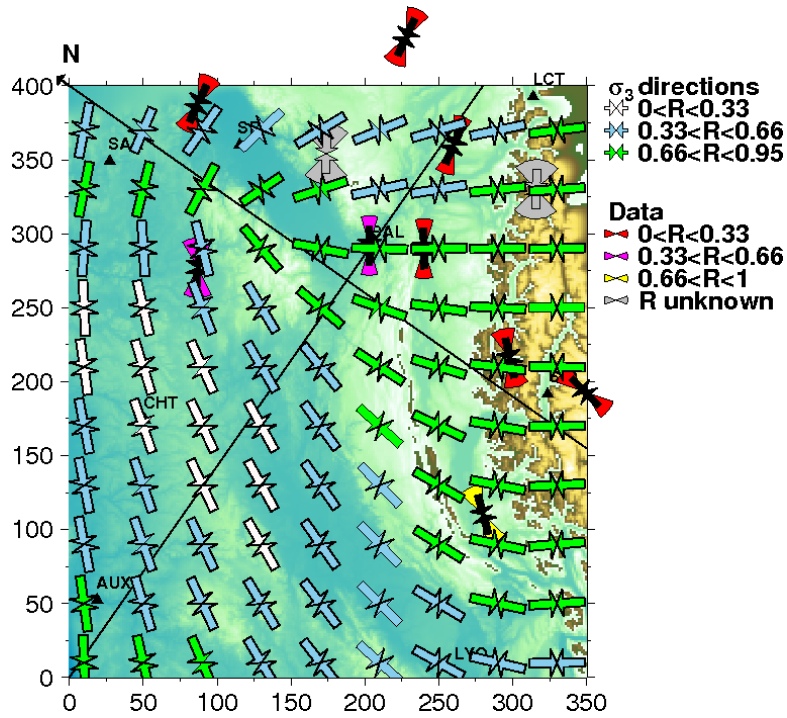 N
LCT
400
350
300
250
200
150
100
50
0
SA
S
BAL
CHT
AUX
LYO
0 50 100 150 200 250 300 350
σ3 directions
0<R<0.33
0.33<R<0.66
0.66<R<0.95
Data
0<R<0.33
0.33<R<0.66
0.66<R<1
R unknown